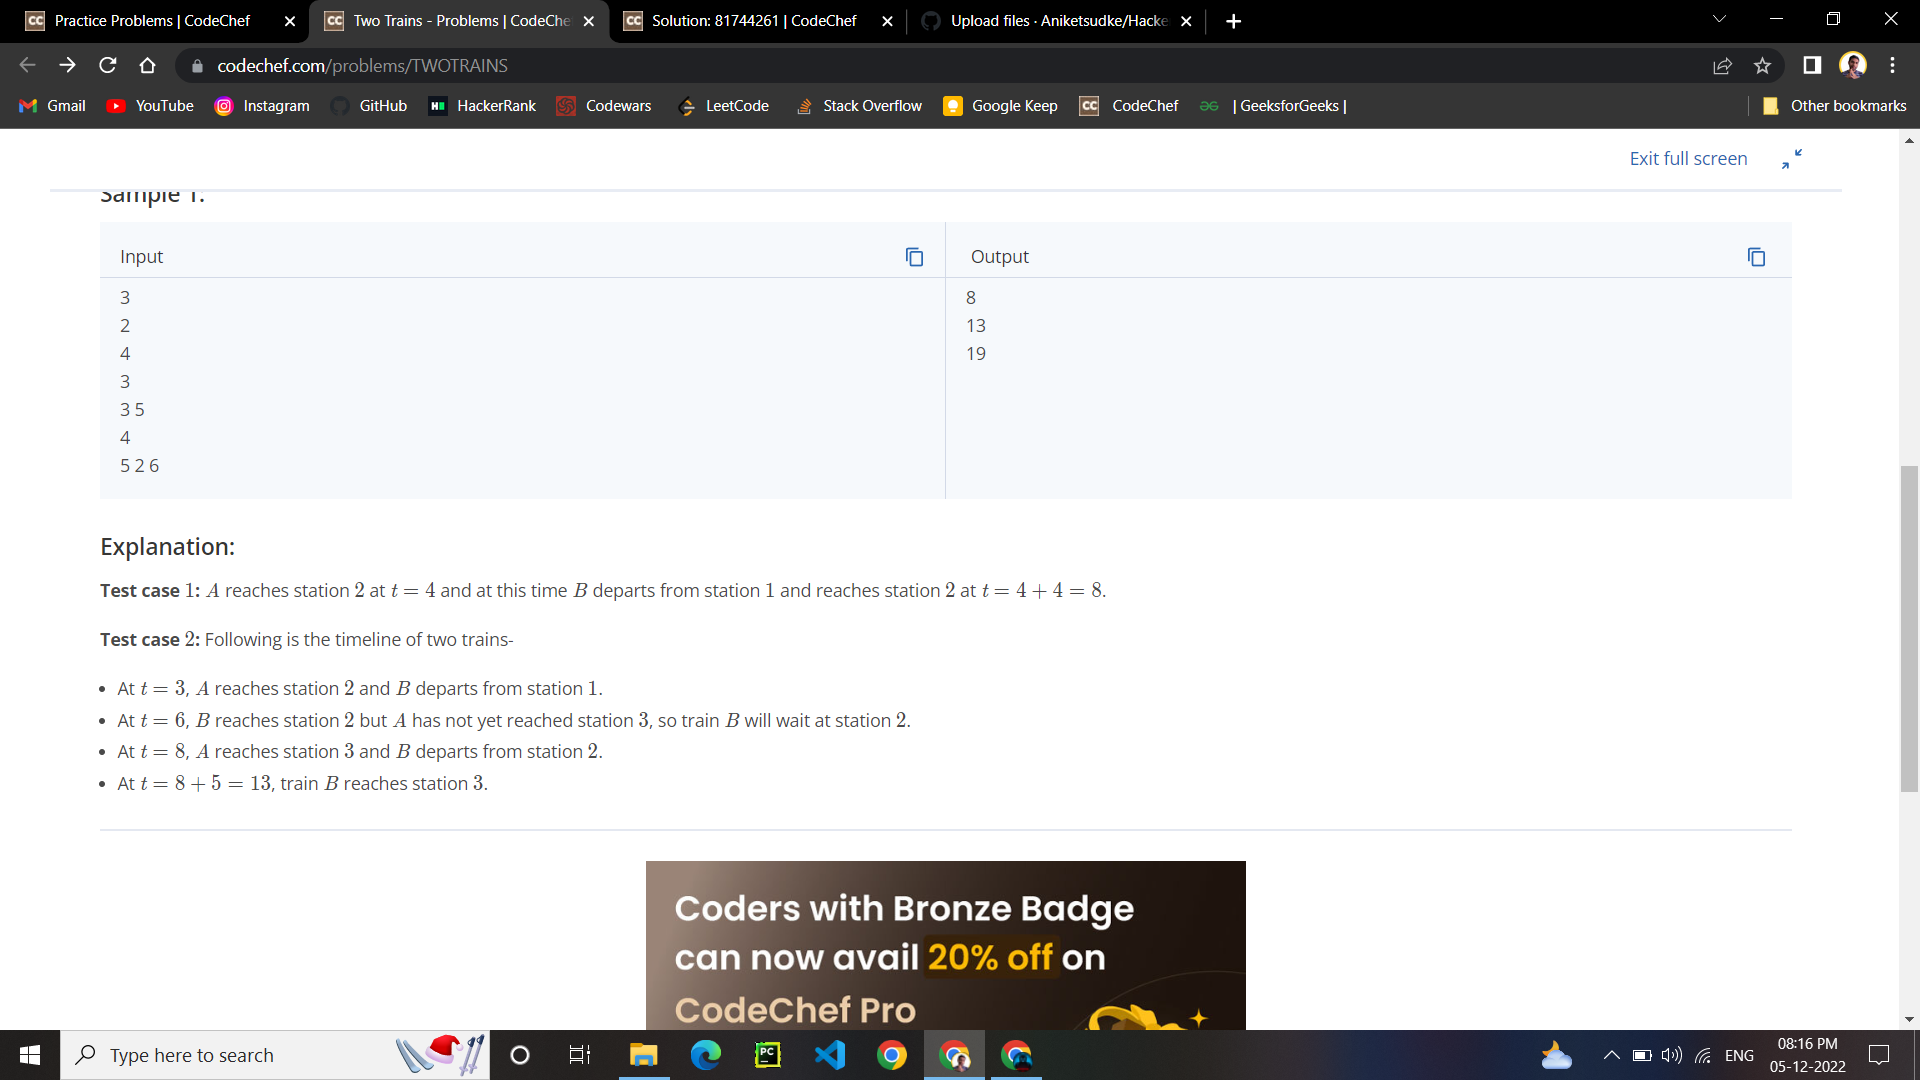 Practice Problems | CodeChef
Two Trains - Problems | CodeChe
Solution: 81744261 | CodeChef
Upload files · Aniketsudke/Hacke
codechef.com/problems/TWOTRAINS
Gmail YouTube Instagram GitHub HackerRank Codewars LeetCode Stack Overflow Google Keep CodeChef | GeeksforGeeks | Other bookmarks
Exit full screen
Sample 1:
Input
3
2
4
3
3 5
4
5 2 6
Output
8
13
19
Explanation:
Test case 1: A reaches station 2 at t = 4 and at this time B departs from station 1 and reaches station 2 at t = 4 + 4 = 8.
Test case 2: Following is the timeline of two trains-
• At t = 3, A reaches station 2 and B departs from station 1.
• At t = 6, B reaches station 2 but A has not yet reached station 3, so train B will wait at station 2.
• At t = 8, A reaches station 3 and B departs from station 2.
• At t = 8 + 5 = 13, train B reaches station 3.
Coders with Bronze Badge
can now avail 20% off on
CodeChef Pro
Type here to search
ENG
08:16 PM
05-12-2022